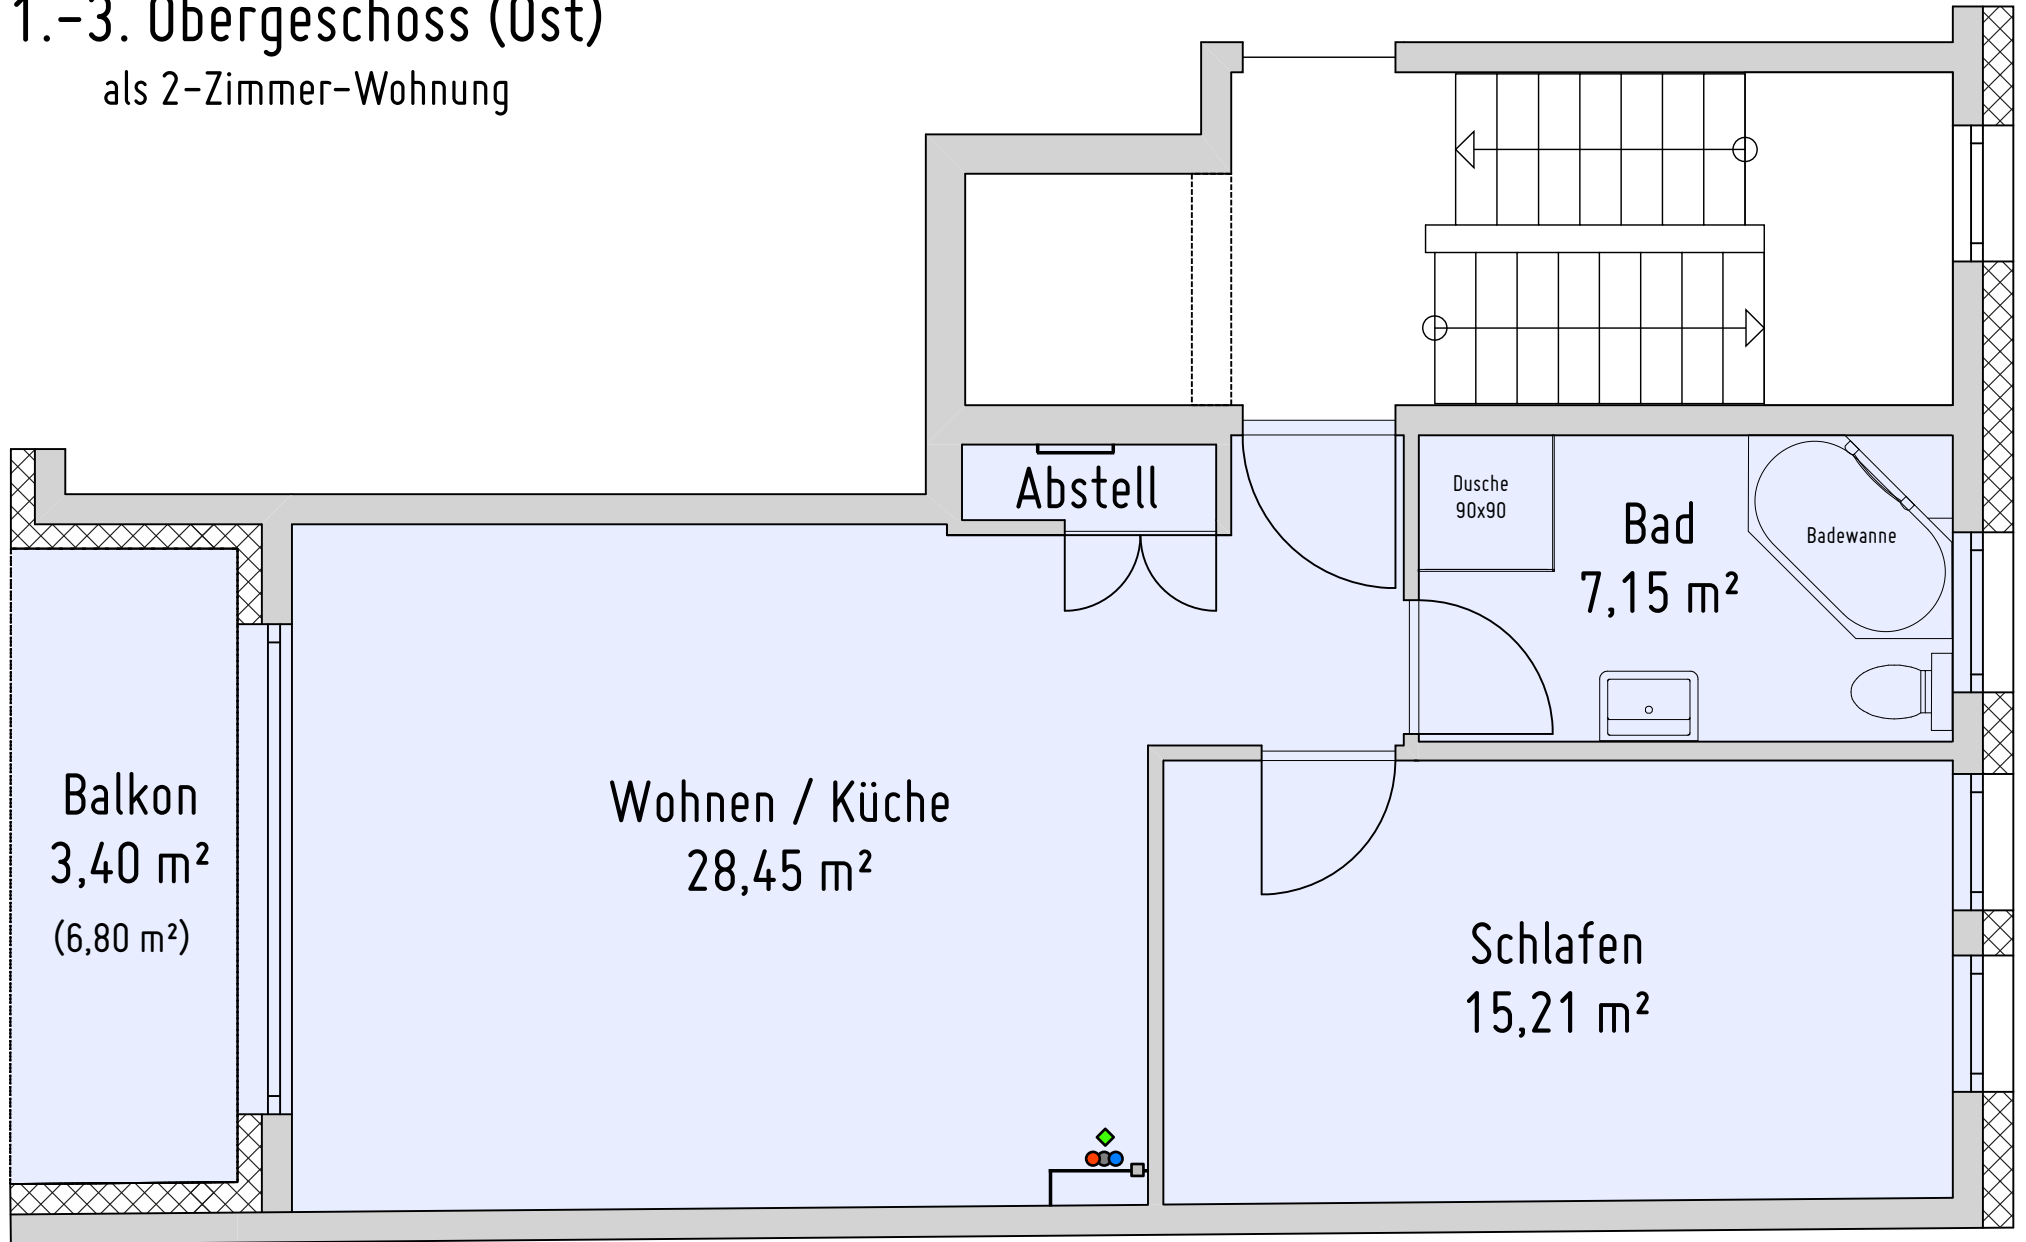 1.-3. Obergeschoss (Ost)
als 2-Zimmer-Wohnung
Abstell
Dusche
90x90
Bad
7,15 m²
Badewanne
Balkon
3,40 m²
(6,80 m²)
Wohnen / Küche
28,45 m²
Schlafen
15,21 m²